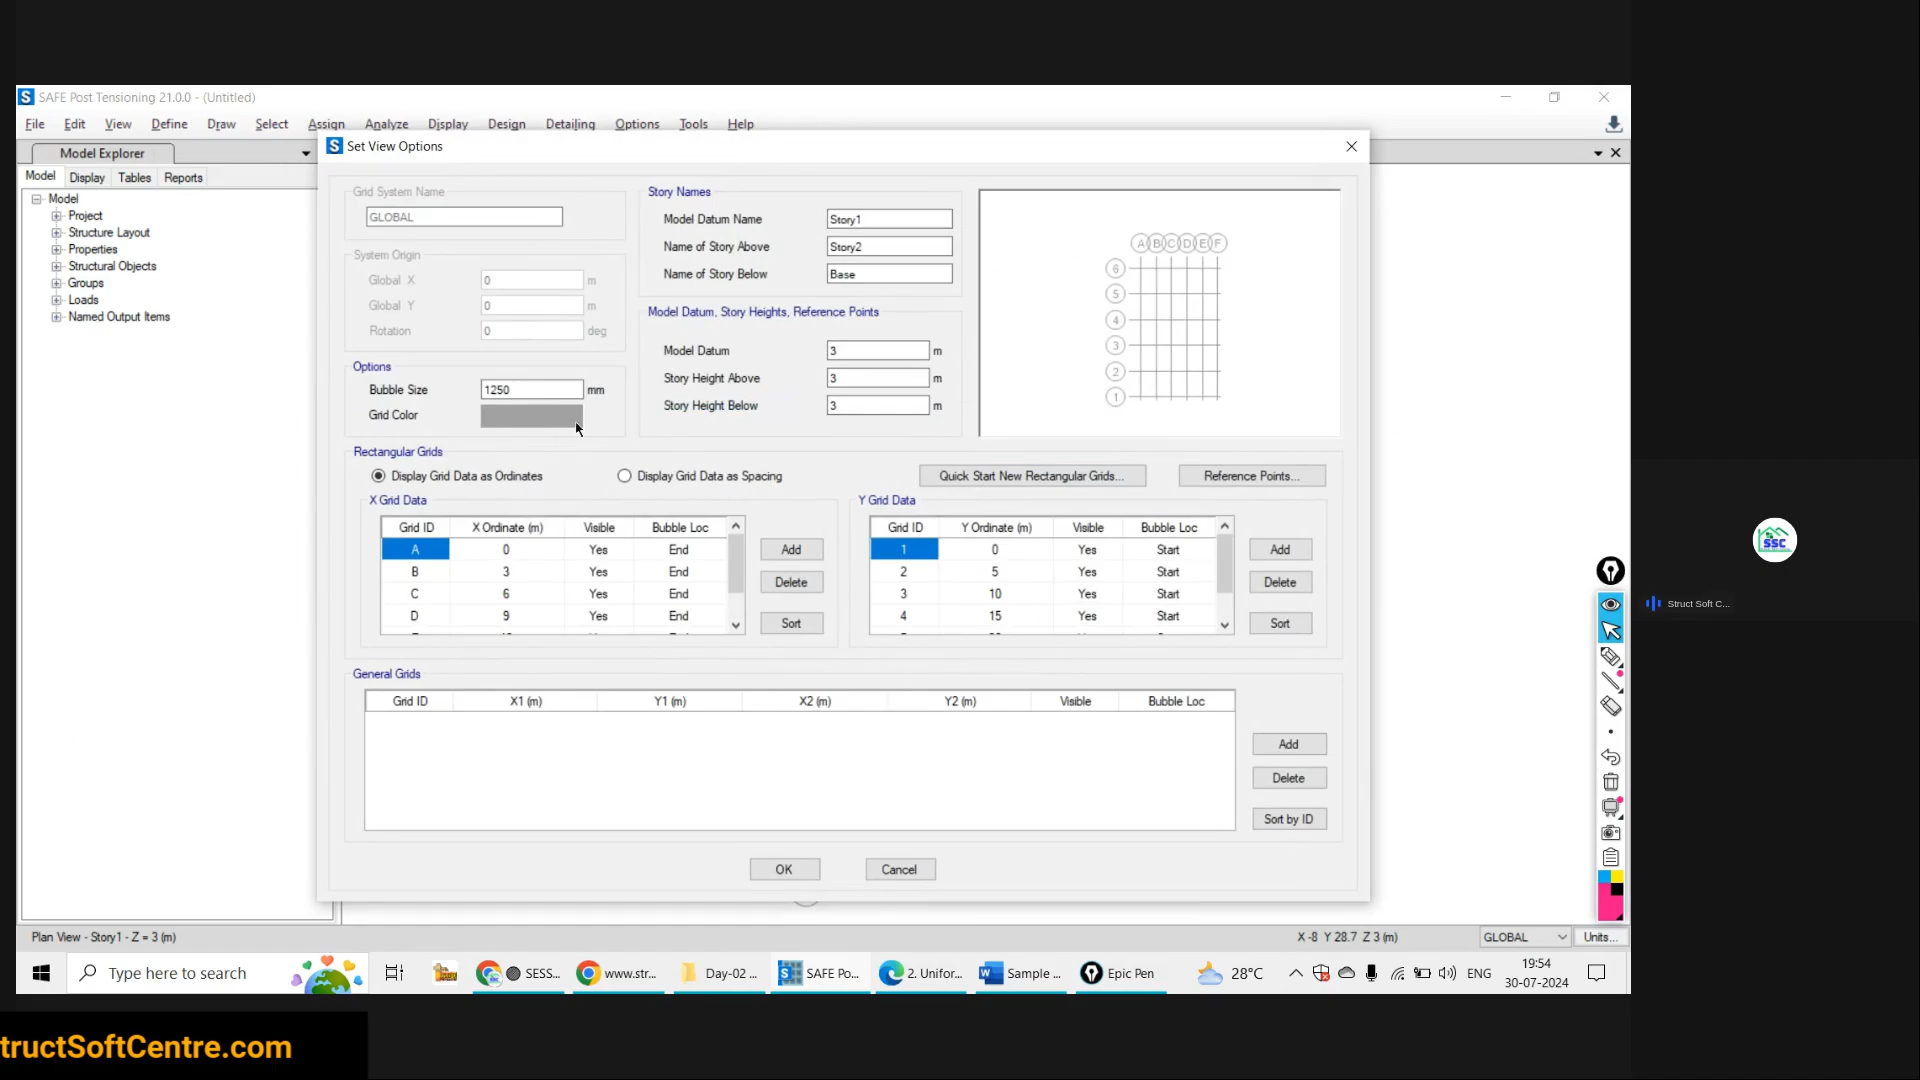 SAFE Post Tensioning 21.0.0 - (Untitled)
File Edit View Define Draw Select Assign Analyze Display Design Detailing Options Tools Help
Model Explorer
Model Display Tables Reports
Model
Project
Structure Layout
Properties
Structural Objects
Groups
Loads
Named Output Items
Set View Options
Grid System Name
GLOBAL
System Origin
Global X 0 m
Global Y 0 m
Rotation 0 deg
Options
Bubble Size 1250 mm
Grid Color
Story Names
Model Datum Name Story1
Name of Story Above Story2
Name of Story Below Base
Model Datum, Story Heights, Reference Points
Model Datum 3 m
Story Height Above 3 m
Story Height Below 3 m
A B C D E F
6
5
4
3
2
1
Rectangular Grids
Display Grid Data as Ordinates Display Grid Data as Spacing Quick Start New Rectangular Grids... Reference Points...
X Grid Data
Grid ID X Ordinate (m) Visible Bubble Loc
A 0 Yes End
B 3 Yes End
C 6 Yes End
D 9 Yes End
Add
Delete
Sort
Y Grid Data
Grid ID Y Ordinate (m) Visible Bubble Loc
1 0 Yes Start
2 5 Yes Start
3 10 Yes Start
4 15 Yes Start
Add
Delete
Sort
General Grids
Grid ID X1 (m) Y1 (m) X2 (m) Y2 (m) Visible Bubble Loc
Add
Delete
Sort by ID
OK Cancel
Plan View - Story1 - Z = 3 (m) X -8 Y 28.7 Z 3 (m) GLOBAL Units...
Type here to search SESS... www.str... Day-02 ... SAFE Po... 2. Unifor... Sample ... Epic Pen 28°C ENG 19:54
30-07-2024
SSC
Struct Soft C...
tructSoftCentre.com